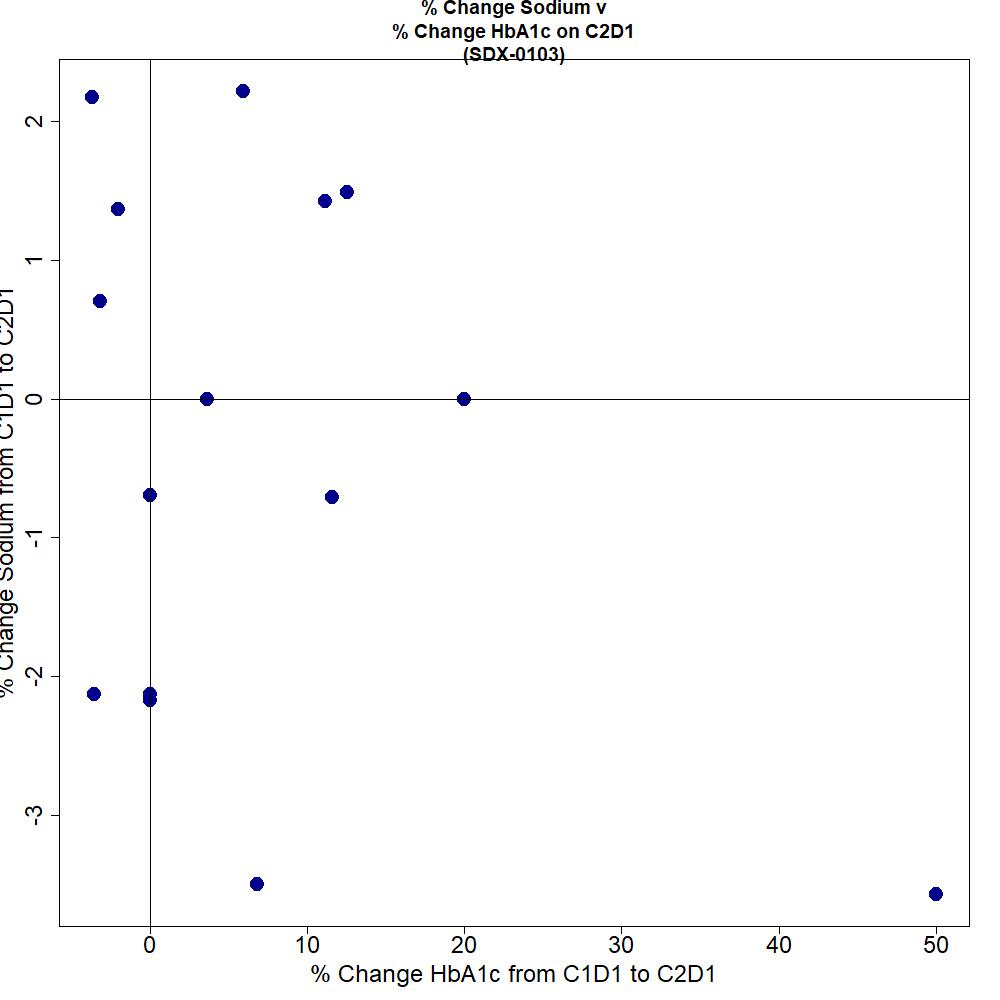 % Change Sodium v
% Change HbA1c on C2D1
(SDX-0103)
% Change Sodium from C1D1 to C2D1
2
1
0
-1
-2
-3
0
10
20
30
40
50
% Change HbA1c from C1D1 to C2D1